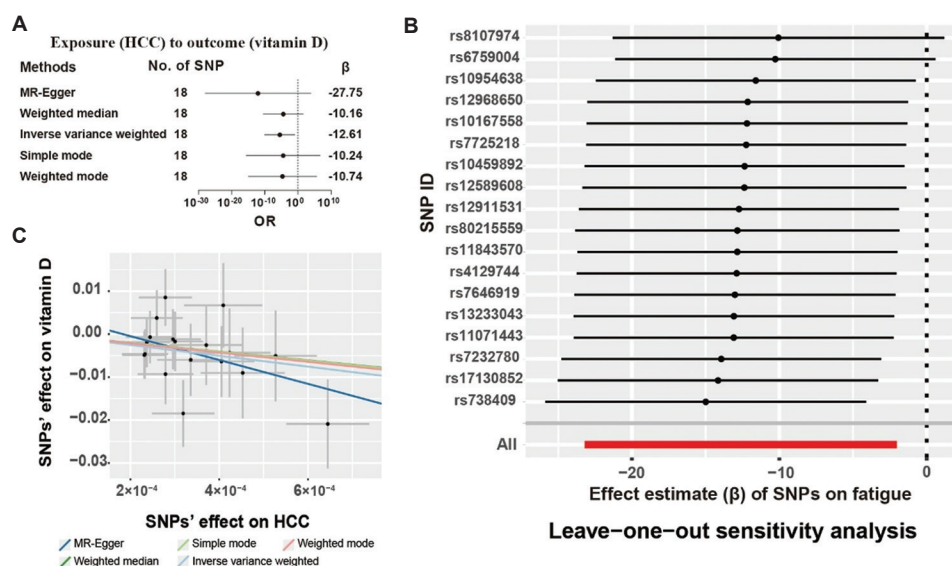 A
Exposure (HCC) to outcome (vitamin D)
Methods No. of SNP β
MR-Egger 18 -27.75
Weighted median 18 -10.16
Inverse variance weighted 18 -12.61
Simple mode 18 -10.24
Weighted mode 18 -10.74
10-30 10-20 10-10 100 1010
OR
B
SNP ID
rs8107974
rs6759004
rs10954638
rs12968650
rs10167558
rs7725218
rs10459892
rs12589608
rs12911531
rs80215559
rs11843570
rs4129744
rs7646919
rs13233043
rs11071443
rs7232780
rs17130852
rs738409
All
−20 −10 0
Effect estimate (β) of SNPs on fatigue
Leave−one−out sensitivity analysis
C
SNPs' effect on vitamin D
0.01
0.00
−0.01
−0.02
−0.03
2×10−4 4×10−4 6×10−4
SNPs' effect on HCC
MR-Egger Simple mode Weighted mode
Weighted median Inverse variance weighted